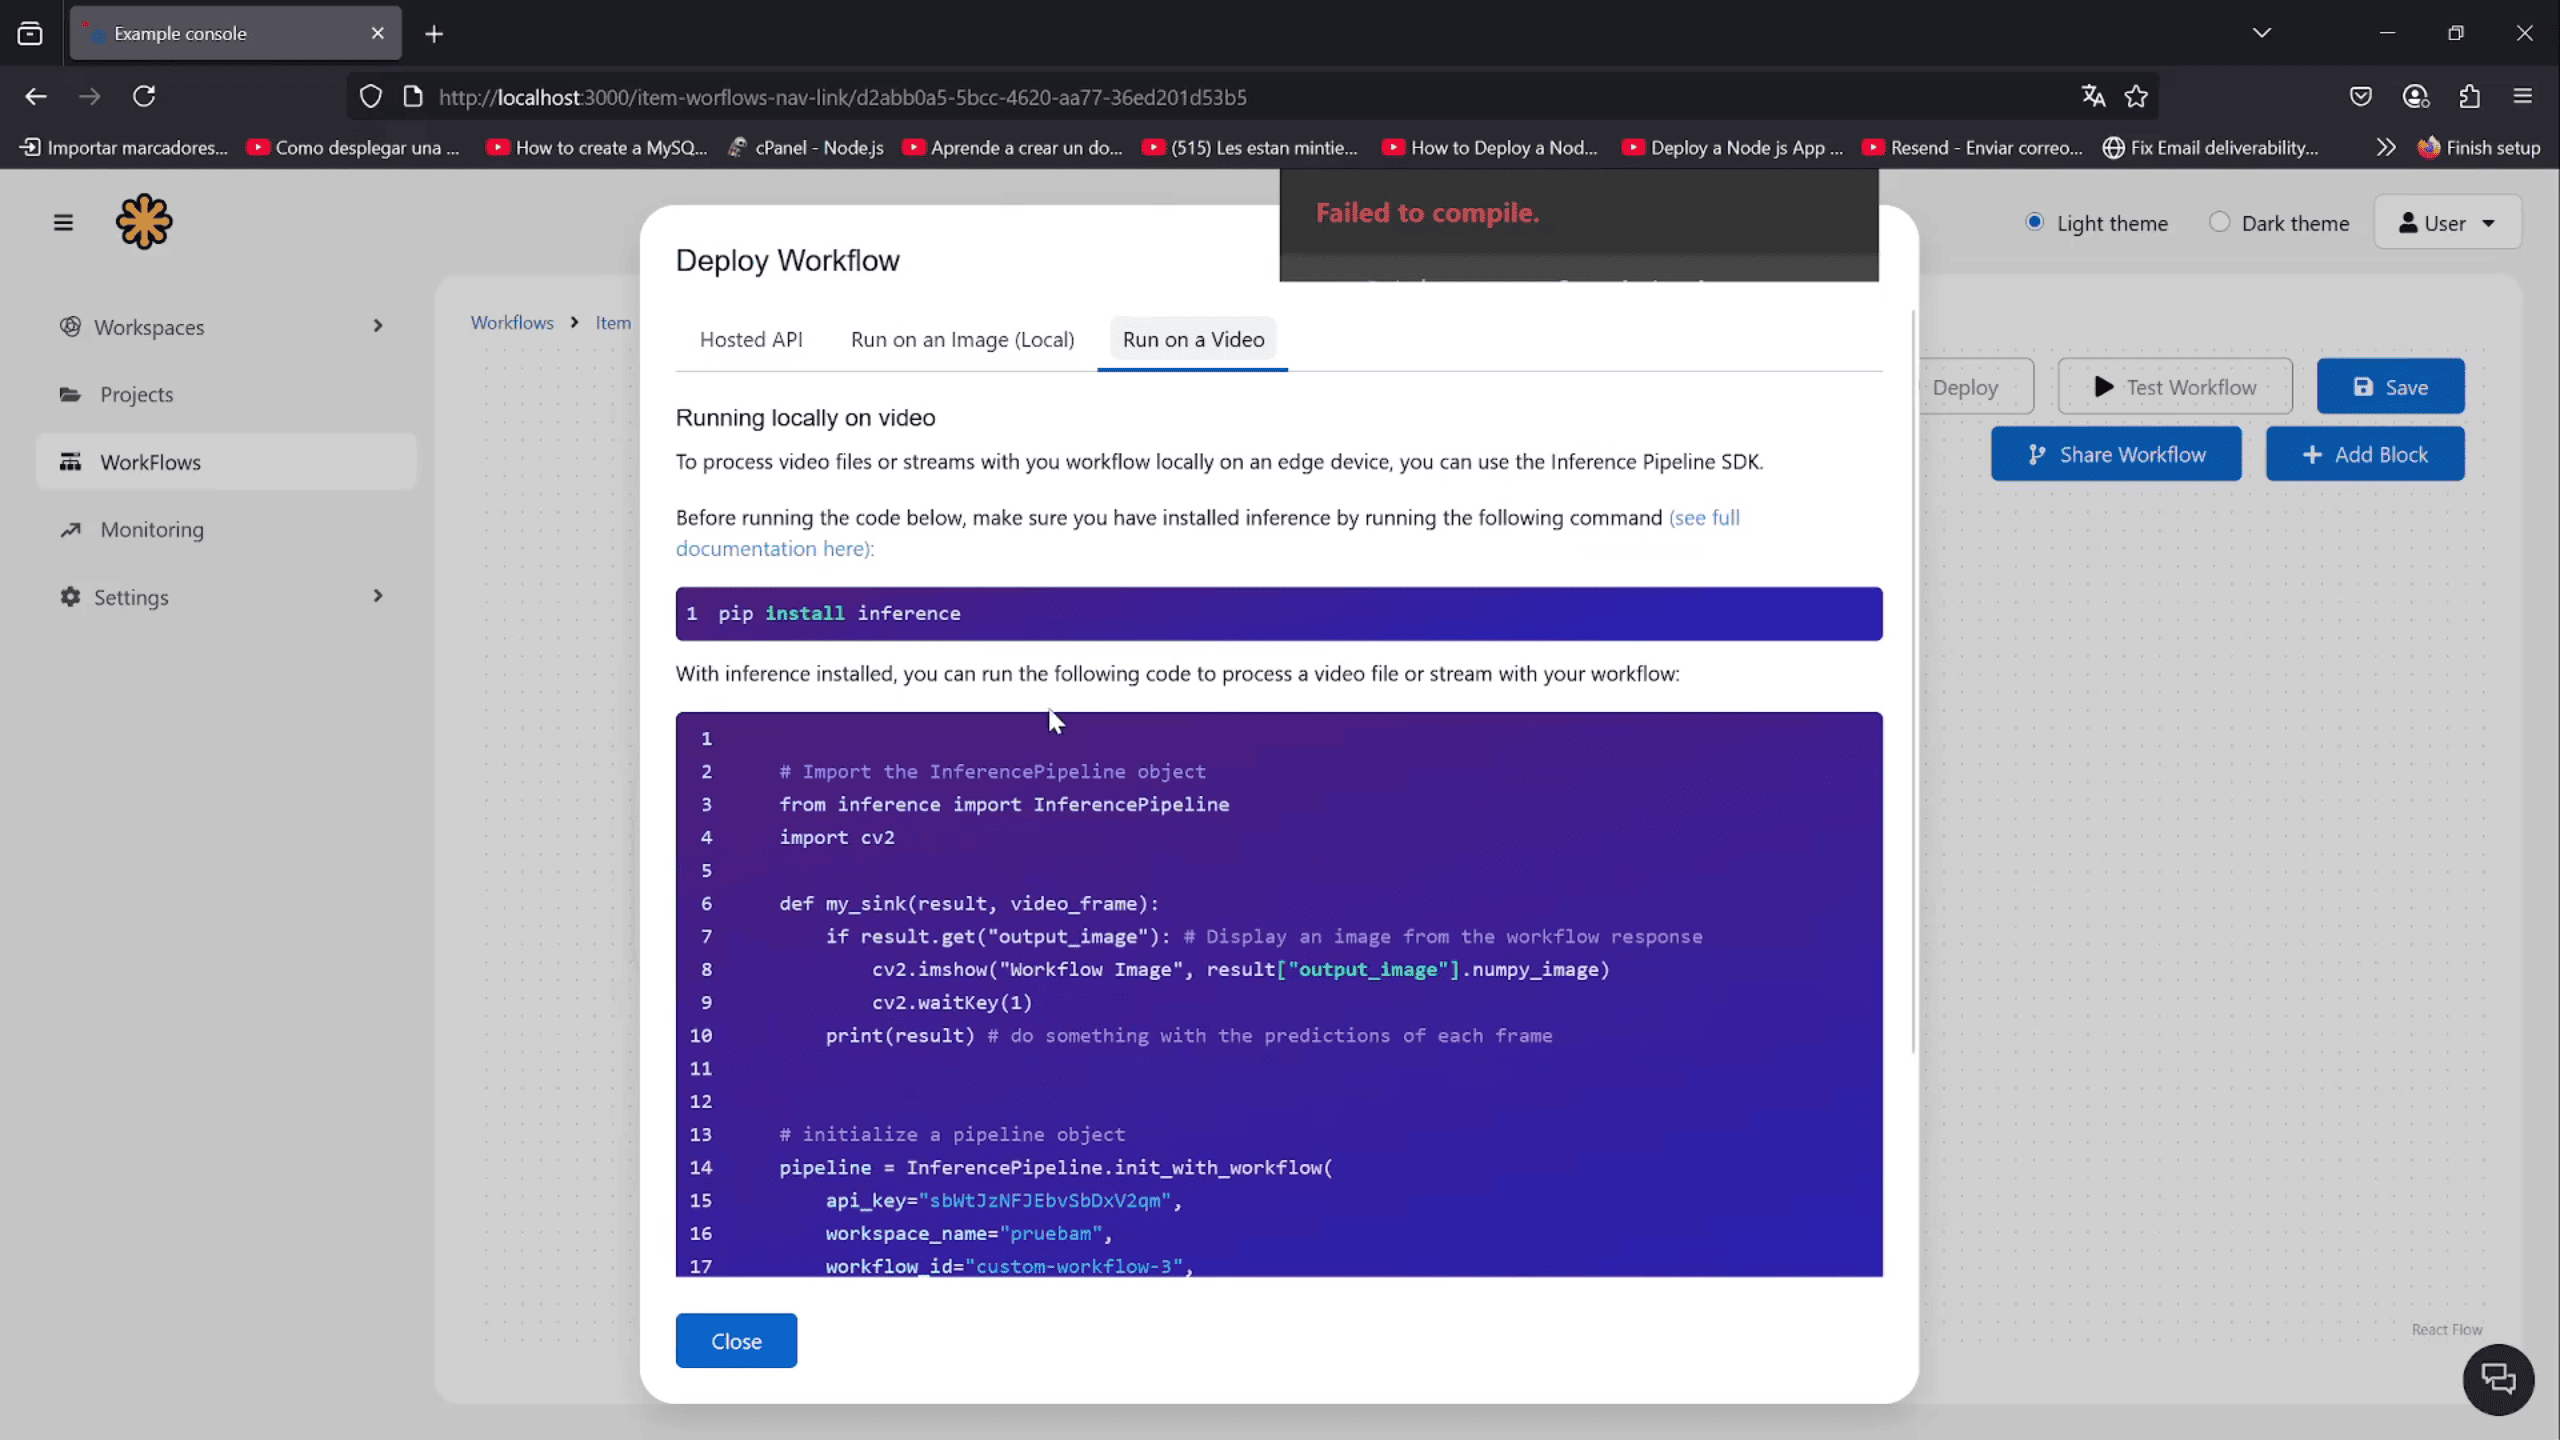 Example console
http://localhost:3000/item-worflows-nav-link/d2abb0a5-5bcc-4620-aa77-36ed201d53b5
Importar marcadores... Como desplegar una ... How to create a MySQ... cPanel - Node.js Aprende a crear un do... (515) Les estan mintie... How to Deploy a Nod... Deploy a Node js App ... Resend - Enviar correo... Fix Email deliverability... Finish setup
Failed to compile.
Light theme Dark theme User
Deploy Workflow
Workspaces
Projects
WorkFlows
Monitoring
Settings
Workflows > Item
Hosted API Run on an Image (Local) Run on a Video
Deploy Test Workflow Save
Share Workflow + Add Block
Running locally on video
To process video files or streams with you workflow locally on an edge device, you can use the Inference Pipeline SDK.
Before running the code below, make sure you have installed inference by running the following command (see full
documentation here):
1 pip install inference
With inference installed, you can run the following code to process a video file or stream with your workflow:
1
2 # Import the InferencePipeline object
3 from inference import InferencePipeline
4 import cv2
5
6 def my_sink(result, video_frame):
7 if result.get("output_image"): # Display an image from the workflow response
8 cv2.imshow("Workflow Image", result["output_image"].numpy_image)
9 cv2.waitKey(1)
10 print(result) # do something with the predictions of each frame
11
12
13 # initialize a pipeline object
14 pipeline = InferencePipeline.init_with_workflow(
15 api_key="sbWtJzNFJEbvSbDxV2qm",
16 workspace_name="pruebam",
17 workflow_id="custom-workflow-3",
Close
React Flow